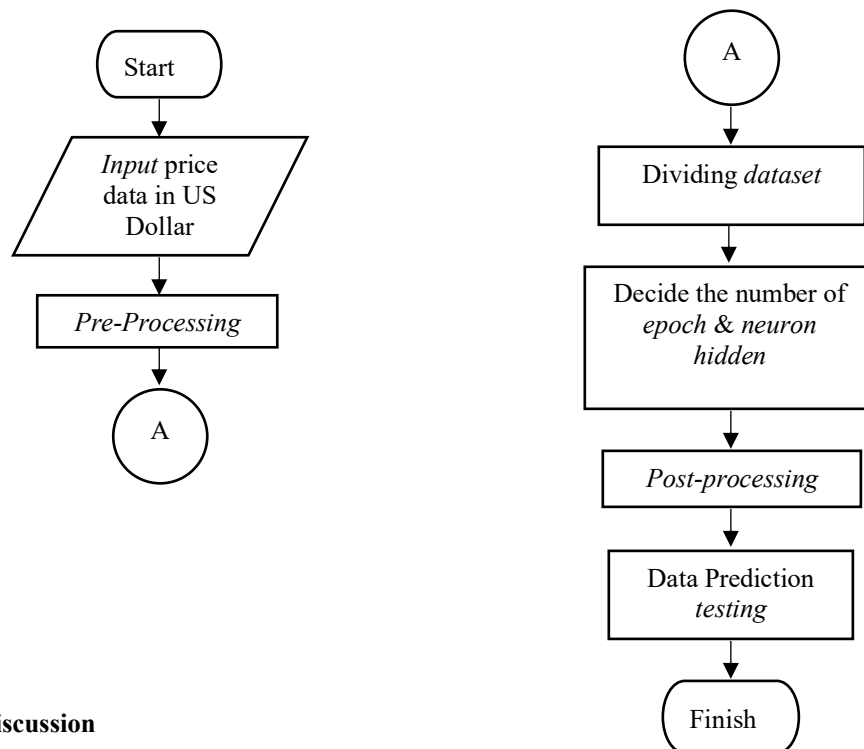 Start
Input price
data in US
Dollar
Pre-Processing
A
A
Dividing dataset
Decide the number of
epoch & neuron
hidden
Post-processing
Data Prediction
testing
Finish
iscussion